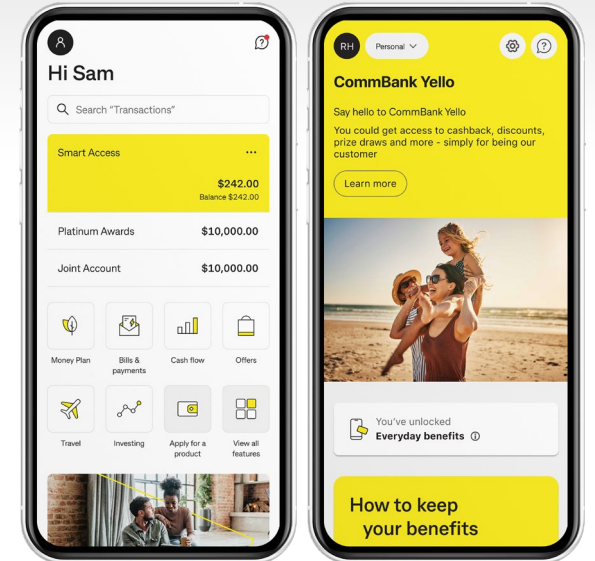 Hi Sam
Search "Transactions"
Smart Access
$242.00
Balance $242.00
Platinum Awards $10,000.00
Joint Account $10,000.00
Money Plan
Bills &
payments
Cash flow
Offers
Travel
Investing
Apply for a
product
View all
features
RH Personal
CommBank Yello
Say hello to CommBank Yello
You could get access to cashback, discounts,
prize draws and more - simply for being our
customer
Learn more
You've unlocked
Everyday benefits
How to keep
your benefits